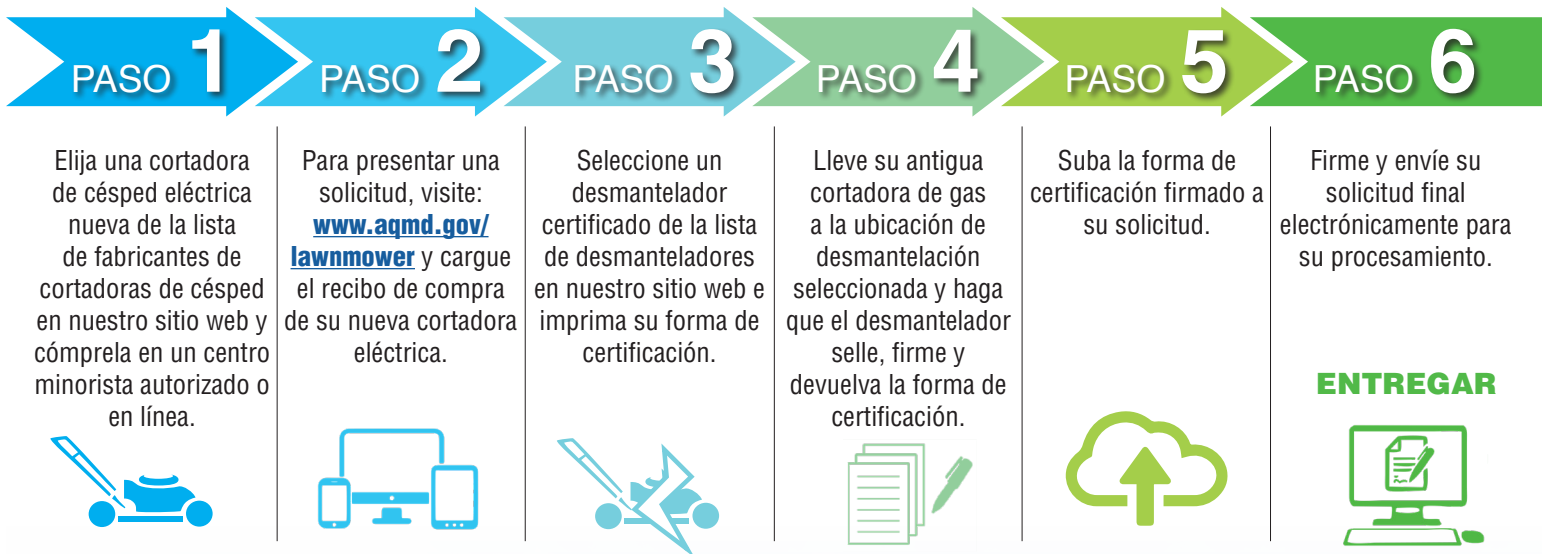 PASO 1
PASO 2
PASO 3
PASO 4
PASO 5
PASO 6
Elija una cortadora
de césped eléctrica
nueva de la lista
de fabricantes de
cortadoras de césped
en nuestro sitio web y
cómprela en un centro
minorista autorizado o
en línea.
Para presentar una
solicitud, visite:
www.aqmd.gov/
lawnmower y cargue
el recibo de compra
de su nueva cortadora
eléctrica.
Seleccione un
desmantelador
certificado de la lista
de desmanteladores
en nuestro sitio web e
imprima su forma de
certificación.
Lleve su antigua
cortadora de gas
a la ubicación de
desmantelación
seleccionada y haga
que el desmantelador
selle, firme y
devuelva la forma de
certificación.
Suba la forma de
certificación firmado a
su solicitud.
Firme y envíe su
solicitud final
electrónicamente para
su procesamiento.
ENTREGAR